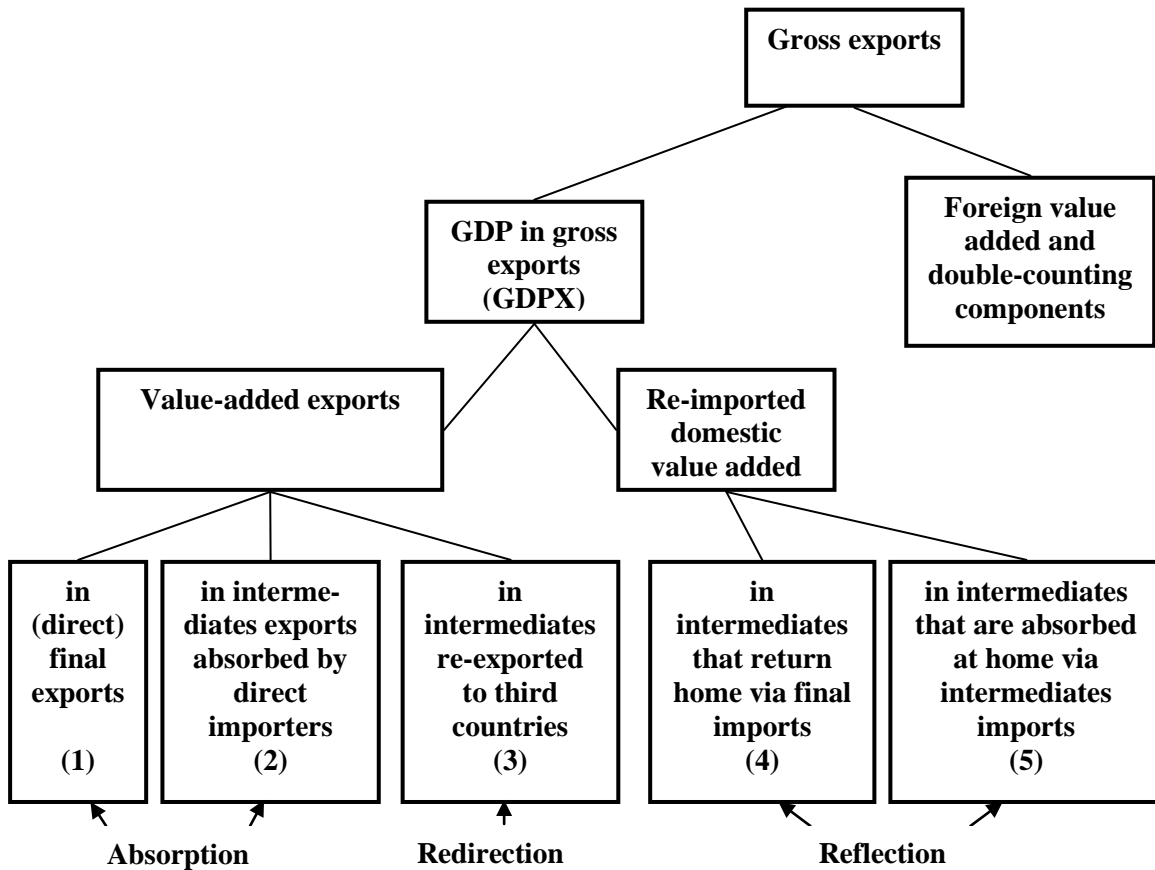 Gross exports
GDP in gross
exports
(GDPX)
Foreign value
added and
double-counting
components
Value-added exports
Re-imported
domestic
value added
in
(direct)
final
exports
(1)
in interme-
diates exports
absorbed by
direct
importers
(2)
in
intermediates
re-exported
to third
countries
(3)
in
intermediates
that return
home via final
imports
(4)
in intermediates
that are absorbed
at home via
intermediates
imports
(5)
Absorption
Redirection
Reflection